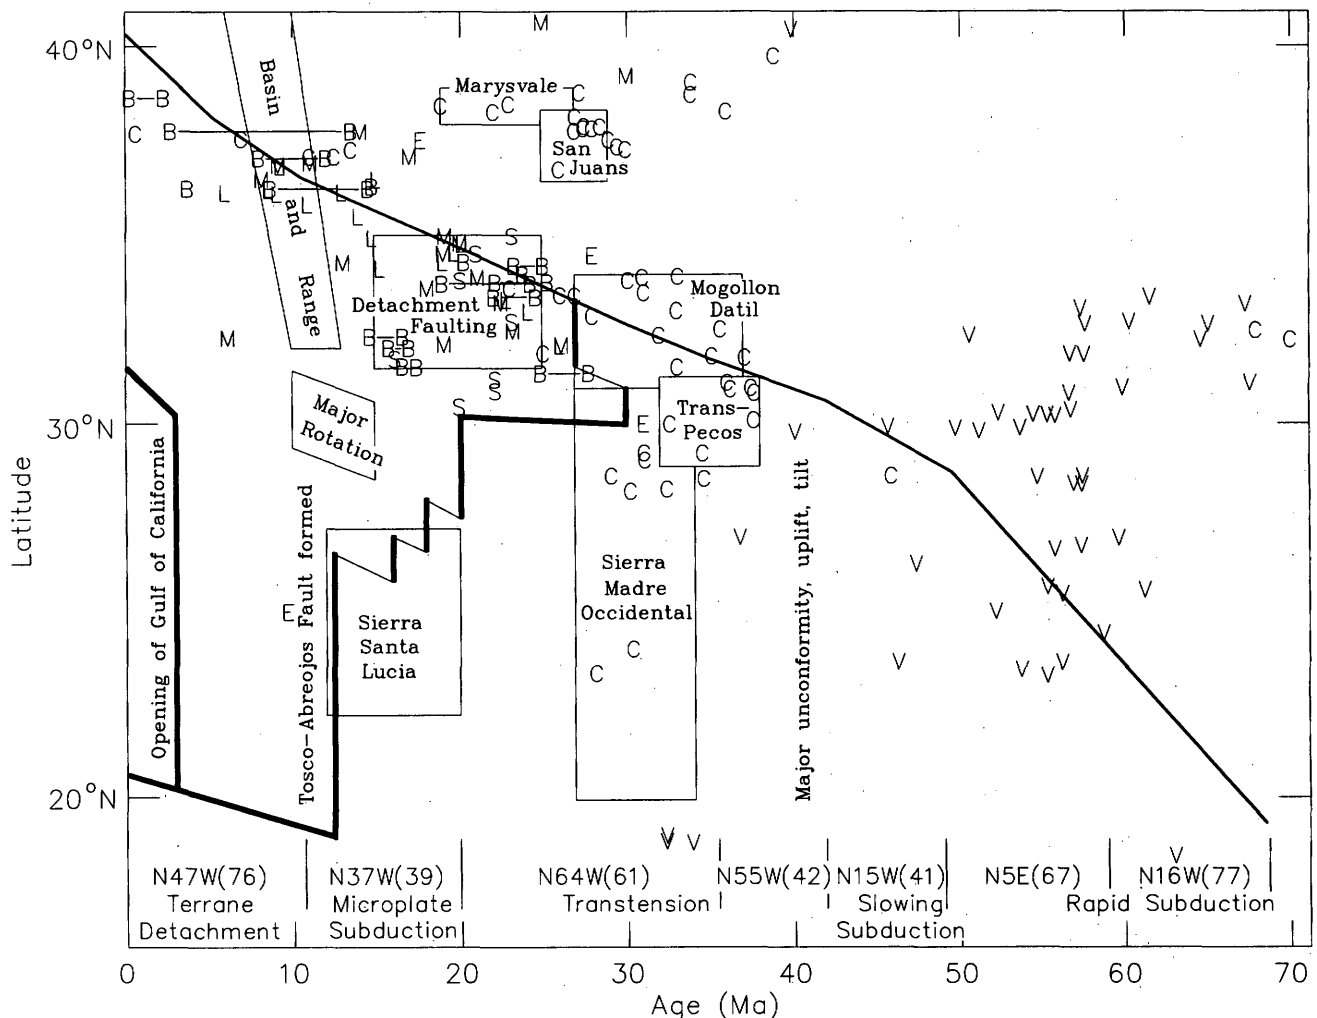 40°N
30°N
20°N
Latitude
Basin
and
Range
Marysvale
San
Juans
Detachment
Faulting
Mogollon
Datil
Trans-
Pecos
Major
Rotation
Sierra
Madre
Occidental
Sierra
Santa
Lucia
Opening of Gulf of California
Tosco-Abreojos Fault formed
Major unconformity, uplift, tilt
N47W(76)
Terrane
Detachment
N37W(39)
Microplate
Subduction
N64W(61)
Transtension
N55W(42)
N15W(41)
Slowing
Subduction
N5E(67)
N16W(77)
Rapid Subduction
0 10 20 30 40 50 60 70
Age (Ma)